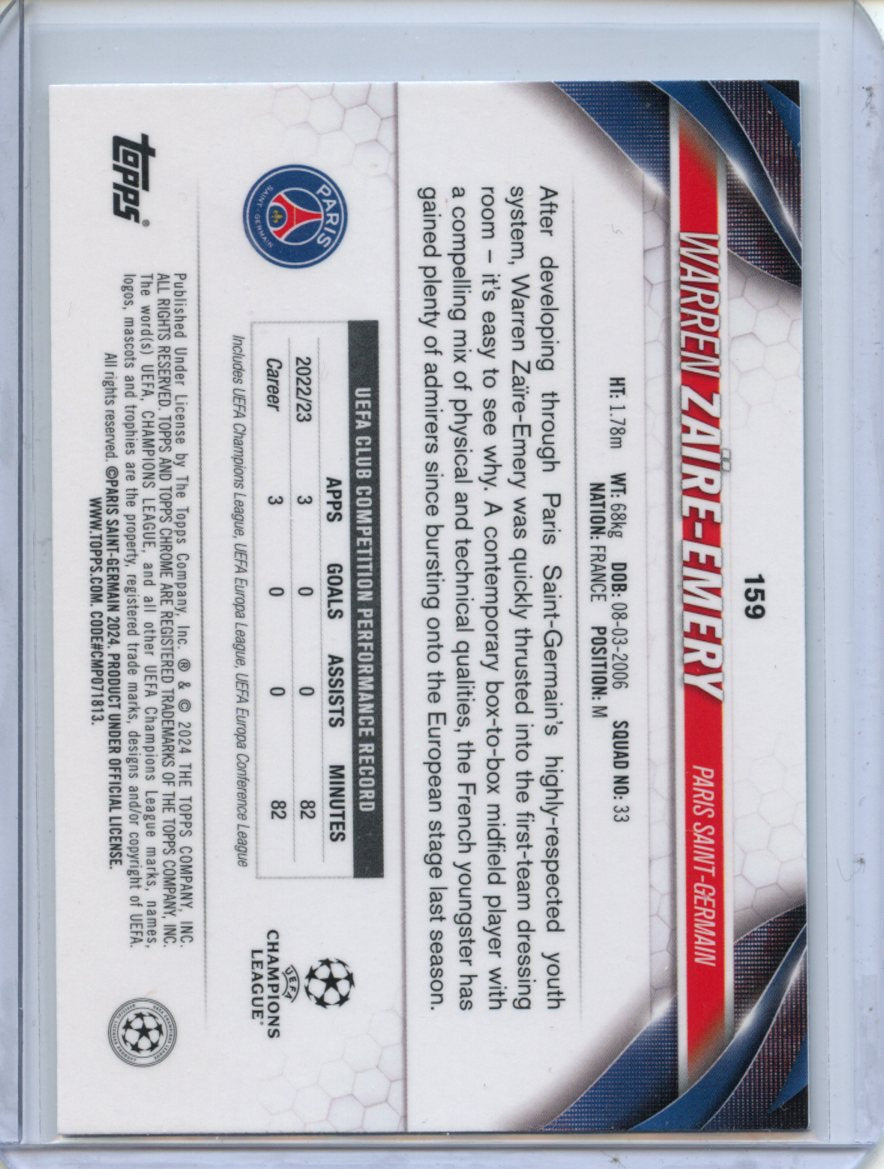 159
WARREN ZAÏRE-EMERY PARIS SAINT-GERMAIN
HT: 1.78m WT: 68kg DOB: 08-03-2006 SQUAD NO: 33
NATION: FRANCE POSITION: M
After developing through Paris Saint-Germain's highly-respected youth
system, Warren Zaïre-Emery was quickly thrusted into the first-team dressing
room – it's easy to see why. A contemporary box-to-box midfield player with
a compelling mix of physical and technical qualities, the French youngster has
gained plenty of admirers since bursting onto the European stage last season.
PARIS
SAINT-GERMAIN
UEFA CLUB COMPETITION PERFORMANCE RECORD
APPS GOALS ASSISTS MINUTES
2022/23 3 0 0 82
Career 3 0 0 82
Includes UEFA Champions League, UEFA Europa League, UEFA Europa Conference League
UEFA
CHAMPIONS
LEAGUE®
topps®
Published Under License by The Topps Company, Inc. ® & © 2024 THE TOPPS COMPANY, INC.
ALL RIGHTS RESERVED. TOPPS AND TOPPS CHROME ARE REGISTERED TRADEMARKS OF THE TOPPS COMPANY, INC.
The word(s) UEFA, CHAMPIONS LEAGUE, and all other UEFA Champions League marks, names,
logos, mascots and trophies are the property, registered trade marks, designs and/or copyright of UEFA.
All rights reserved. ©PARIS SAINT-GERMAIN 2024. PRODUCT UNDER OFFICIAL LICENSE.
WWW.TOPPS.COM. CODE#CMP071813.